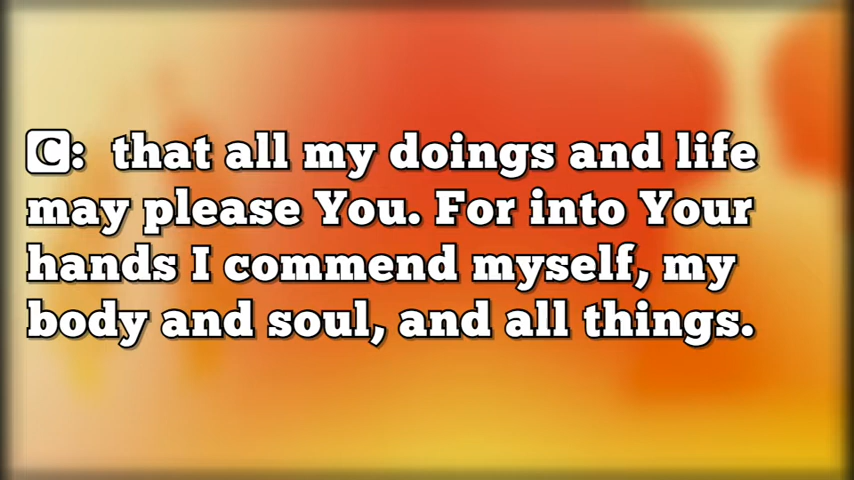 C: that all my doings and life
may please You. For into Your
hands I commend myself, my
body and soul, and all things.